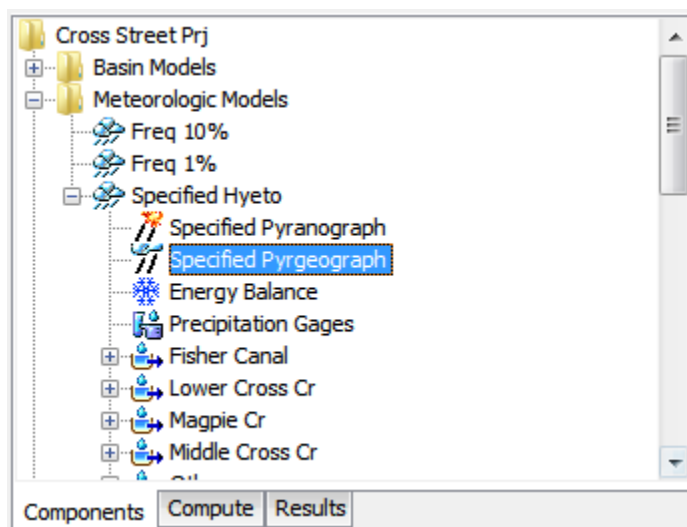 Cross Street Prj
Basin Models
Meteorologic Models
Freq 10%
Freq 1%
Specified Hyeto
Specified Pyranograph
Specified Pyrgeograph
Energy Balance
Precipitation Gages
Fisher Canal
Lower Cross Cr
Magpie Cr
Middle Cross Cr
Components Compute Results